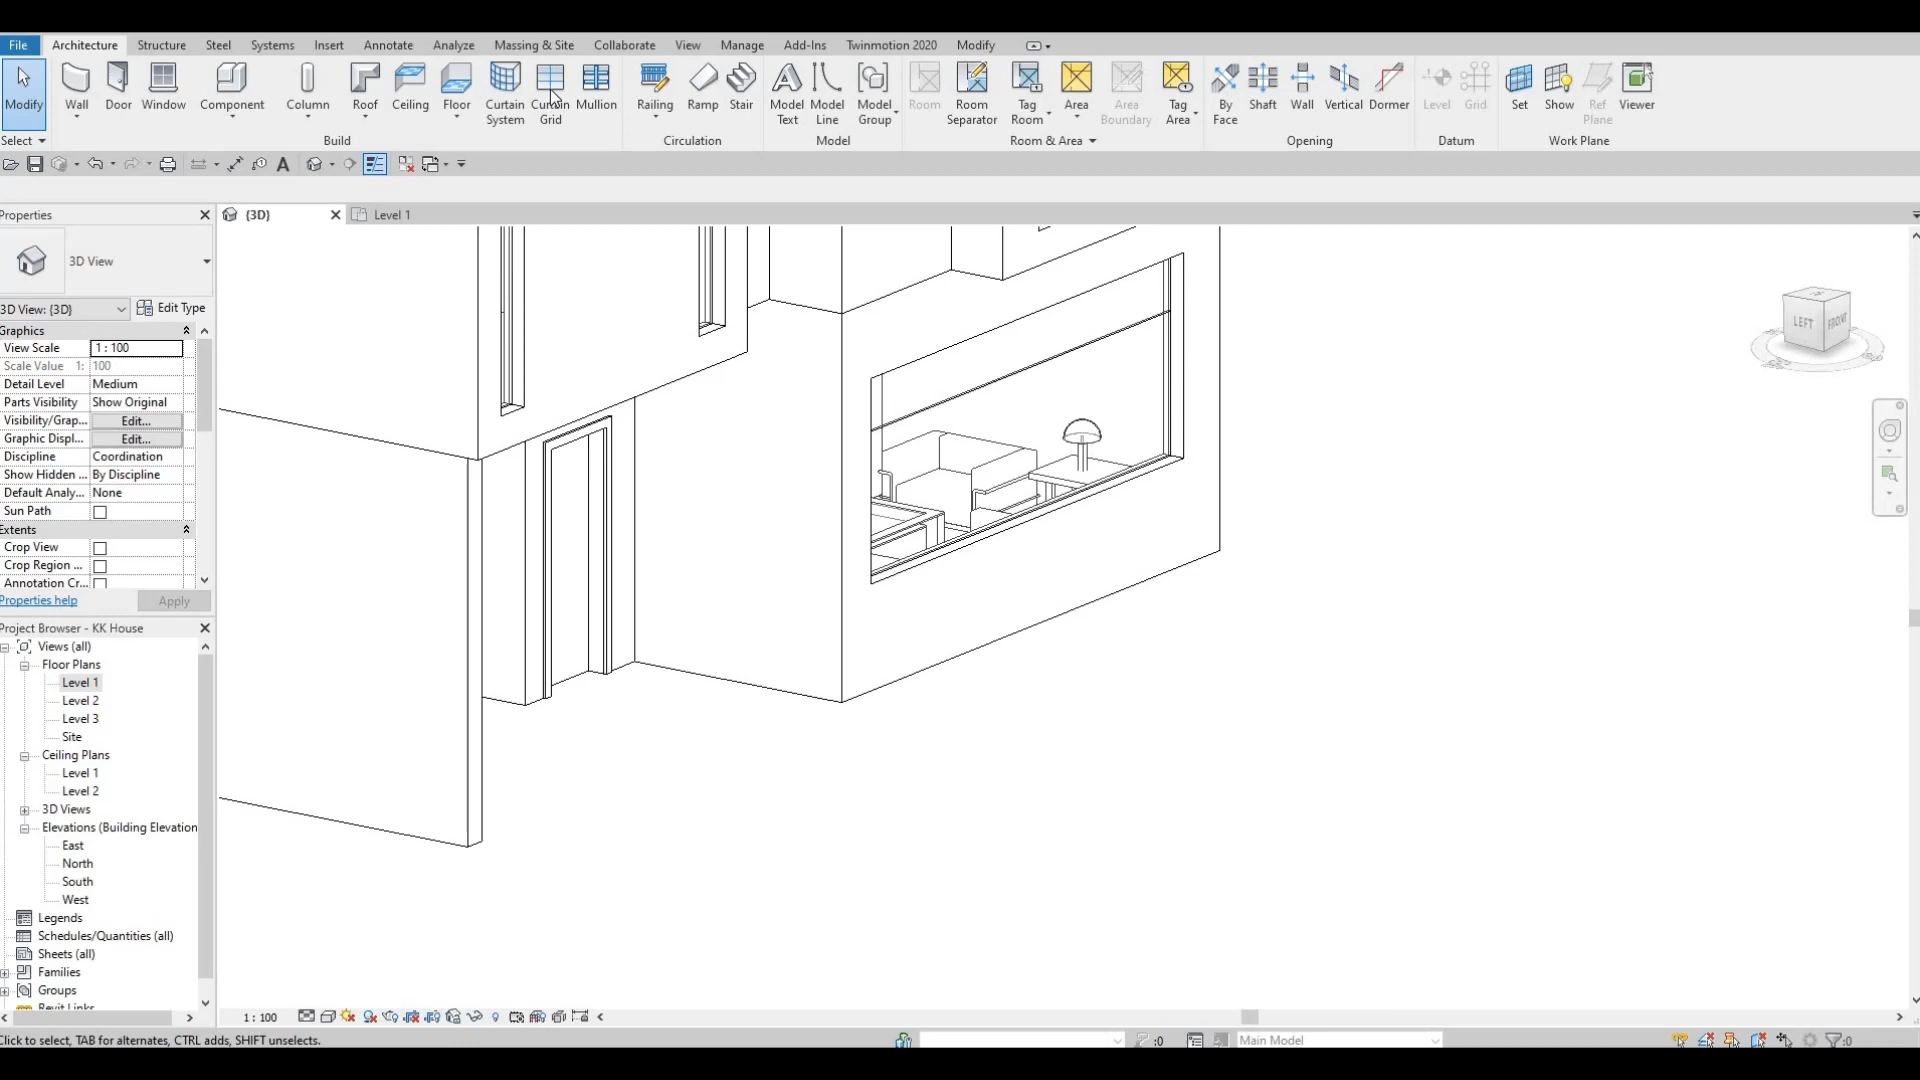 File Architecture Structure Steel Systems Insert Annotate Analyze Massing & Site Collaborate View Manage Add-Ins Twinmotion 2020 Modify
Modify Wall Door Window Component Column Roof Ceiling Floor Curtain System Curtain Grid Mullion Railing Ramp Stair Model Text Model Line Model Group Room Room Separator Tag Room Area Area Boundary Tag Area By Face Shaft Wall Vertical Dormer Level Grid Set Show Ref Plane Viewer
Select Build Circulation Model Room & Area Opening Datum Work Plane
A
Properties {3D} Level 1
3D View
3D View: {3D} Edit Type
Graphics
View Scale 1 : 100
Scale Value 1: 100
Detail Level Medium
Parts Visibility Show Original
Visibility/Grap... Edit...
Graphic Displ... Edit...
Discipline Coordination
Show Hidden ... By Discipline
Default Analy... None
Sun Path
Extents
Crop View
Crop Region ...
Annotation Cr...
Properties help Apply
Project Browser - KK House
Views (all)
Floor Plans
Level 1
Level 2
Level 3
Site
Ceiling Plans
Level 1
Level 2
3D Views
Elevations (Building Elevation
East
North
South
West
Legends
Schedules/Quantities (all)
Sheets (all)
Families
Groups
Revit Links
LEFT FRONT
1 : 100
Click to select, TAB for alternates, CTRL adds, SHIFT unselects. :0 Main Model :0